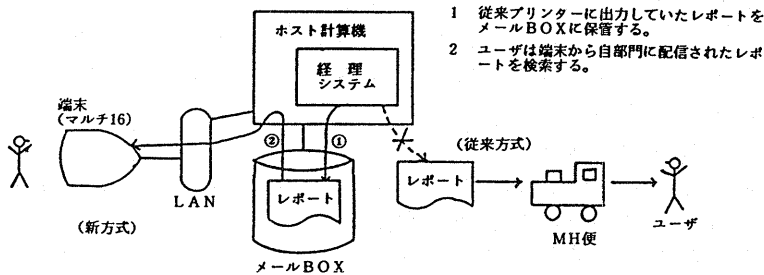 ホスト計算機
経 理
システム
1 従来プリンターに出力していたレポートを
メールBOXに保管する。
2 ユーザは端末から自部門に配信されたレポ
ートを検索する。
端末
(マルチ16)
②
①
(従来方式)
レポート
レポート
LAN
(新方式)
MH便
ユーザ
メールBOX